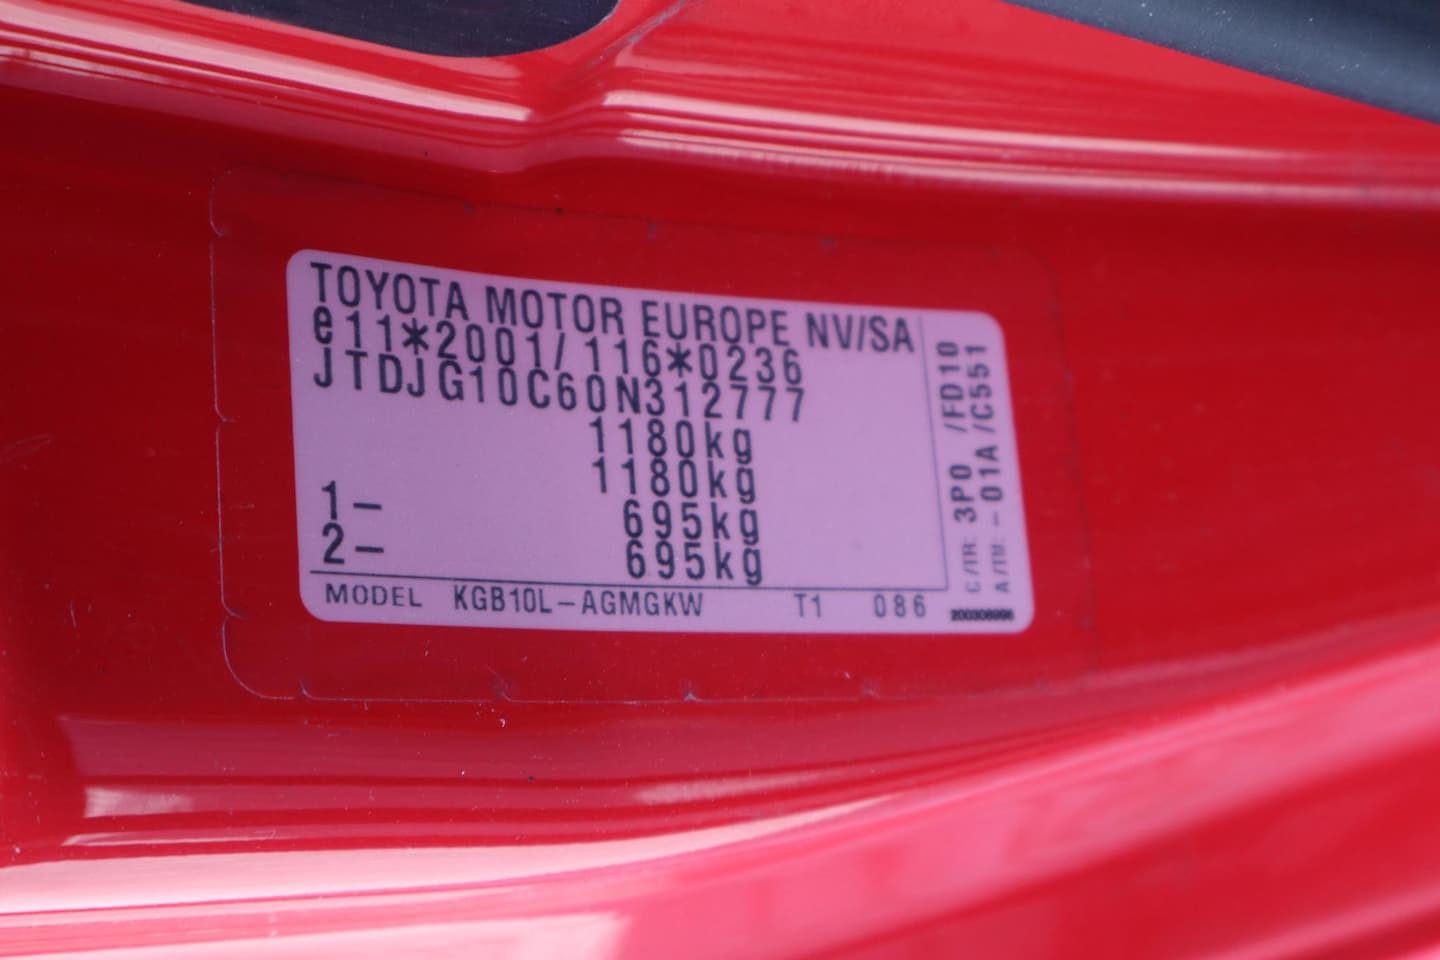 TOYOTA MOTOR EUROPE NV/SA
e11*2001/116*0236
JTDJG10C60N312777
1180kg
1180kg
1- 695kg
2- 695kg
MODEL KGB10L-AGMGKW T1 086
C/TR: 3P0 /FD10
A/TM: -01A /C551
200308998